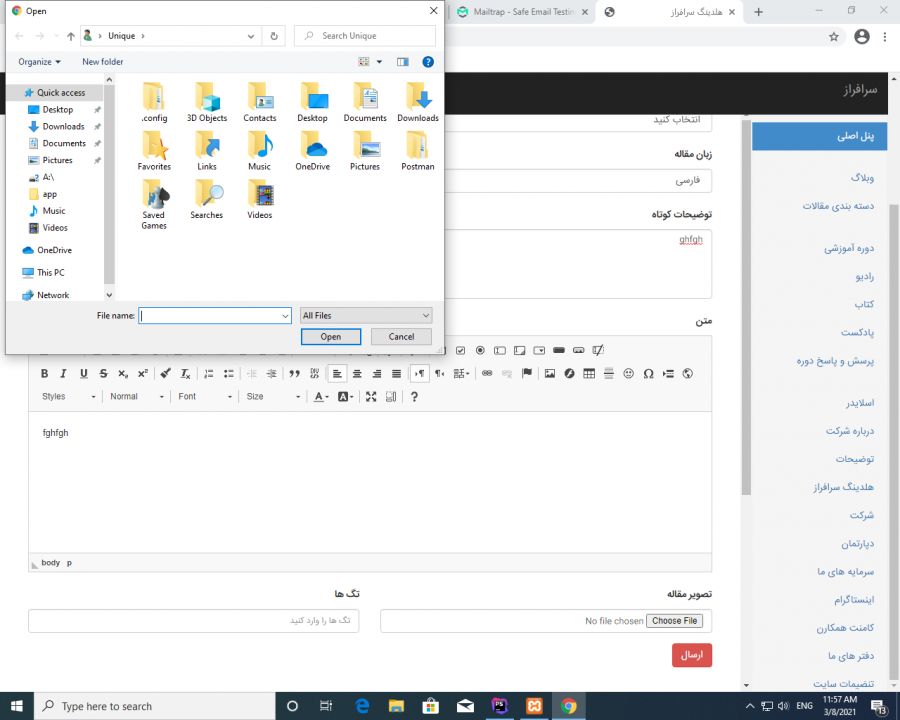 Open
Mailtrap - Safe Email Testin
هلدینگ سرافراز
Unique
Search Unique
Organize
New folder
Quick access
Desktop
Downloads
Documents
Pictures
A:\
app
Music
Videos
OneDrive
This PC
Network
.config
3D Objects
Contacts
Desktop
Documents
Downloads
Favorites
Links
Music
OneDrive
Pictures
Postman
Saved Games
Searches
Videos
File name:
All Files
Open
Cancel
سرافراز
پنل اصلی
وبلاگ
دسته بندی مقالات
دوره آموزشی
رادیو
کتاب
پادکست
پرسش و پاسخ دوره
اسلایدر
درباره شرکت
توضیحات
هلدینگ سرافراز
شرکت
دپارتمان
سرمایه های ما
اینستاگرام
کامنت همکارن
دفتر های ما
تنضیمات سایت
انتخاب کنید
زبان مقاله
فارسی
توضیحات کوتاه
ghfgh
متن
B I U S x₂ x² Tx
Styles Normal Font Size A A ?
fghfgh
body p
تصویر مقاله
Choose File No file chosen
تگ ها
تگ ها را وارد کنید
ارسال
Type here to search
PS
ENG
11:57 AM
3/8/2021
13